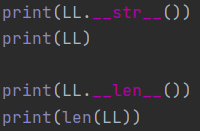 print(LL.__str__())
print(LL)
print(LL.__len__())
print(len(LL))